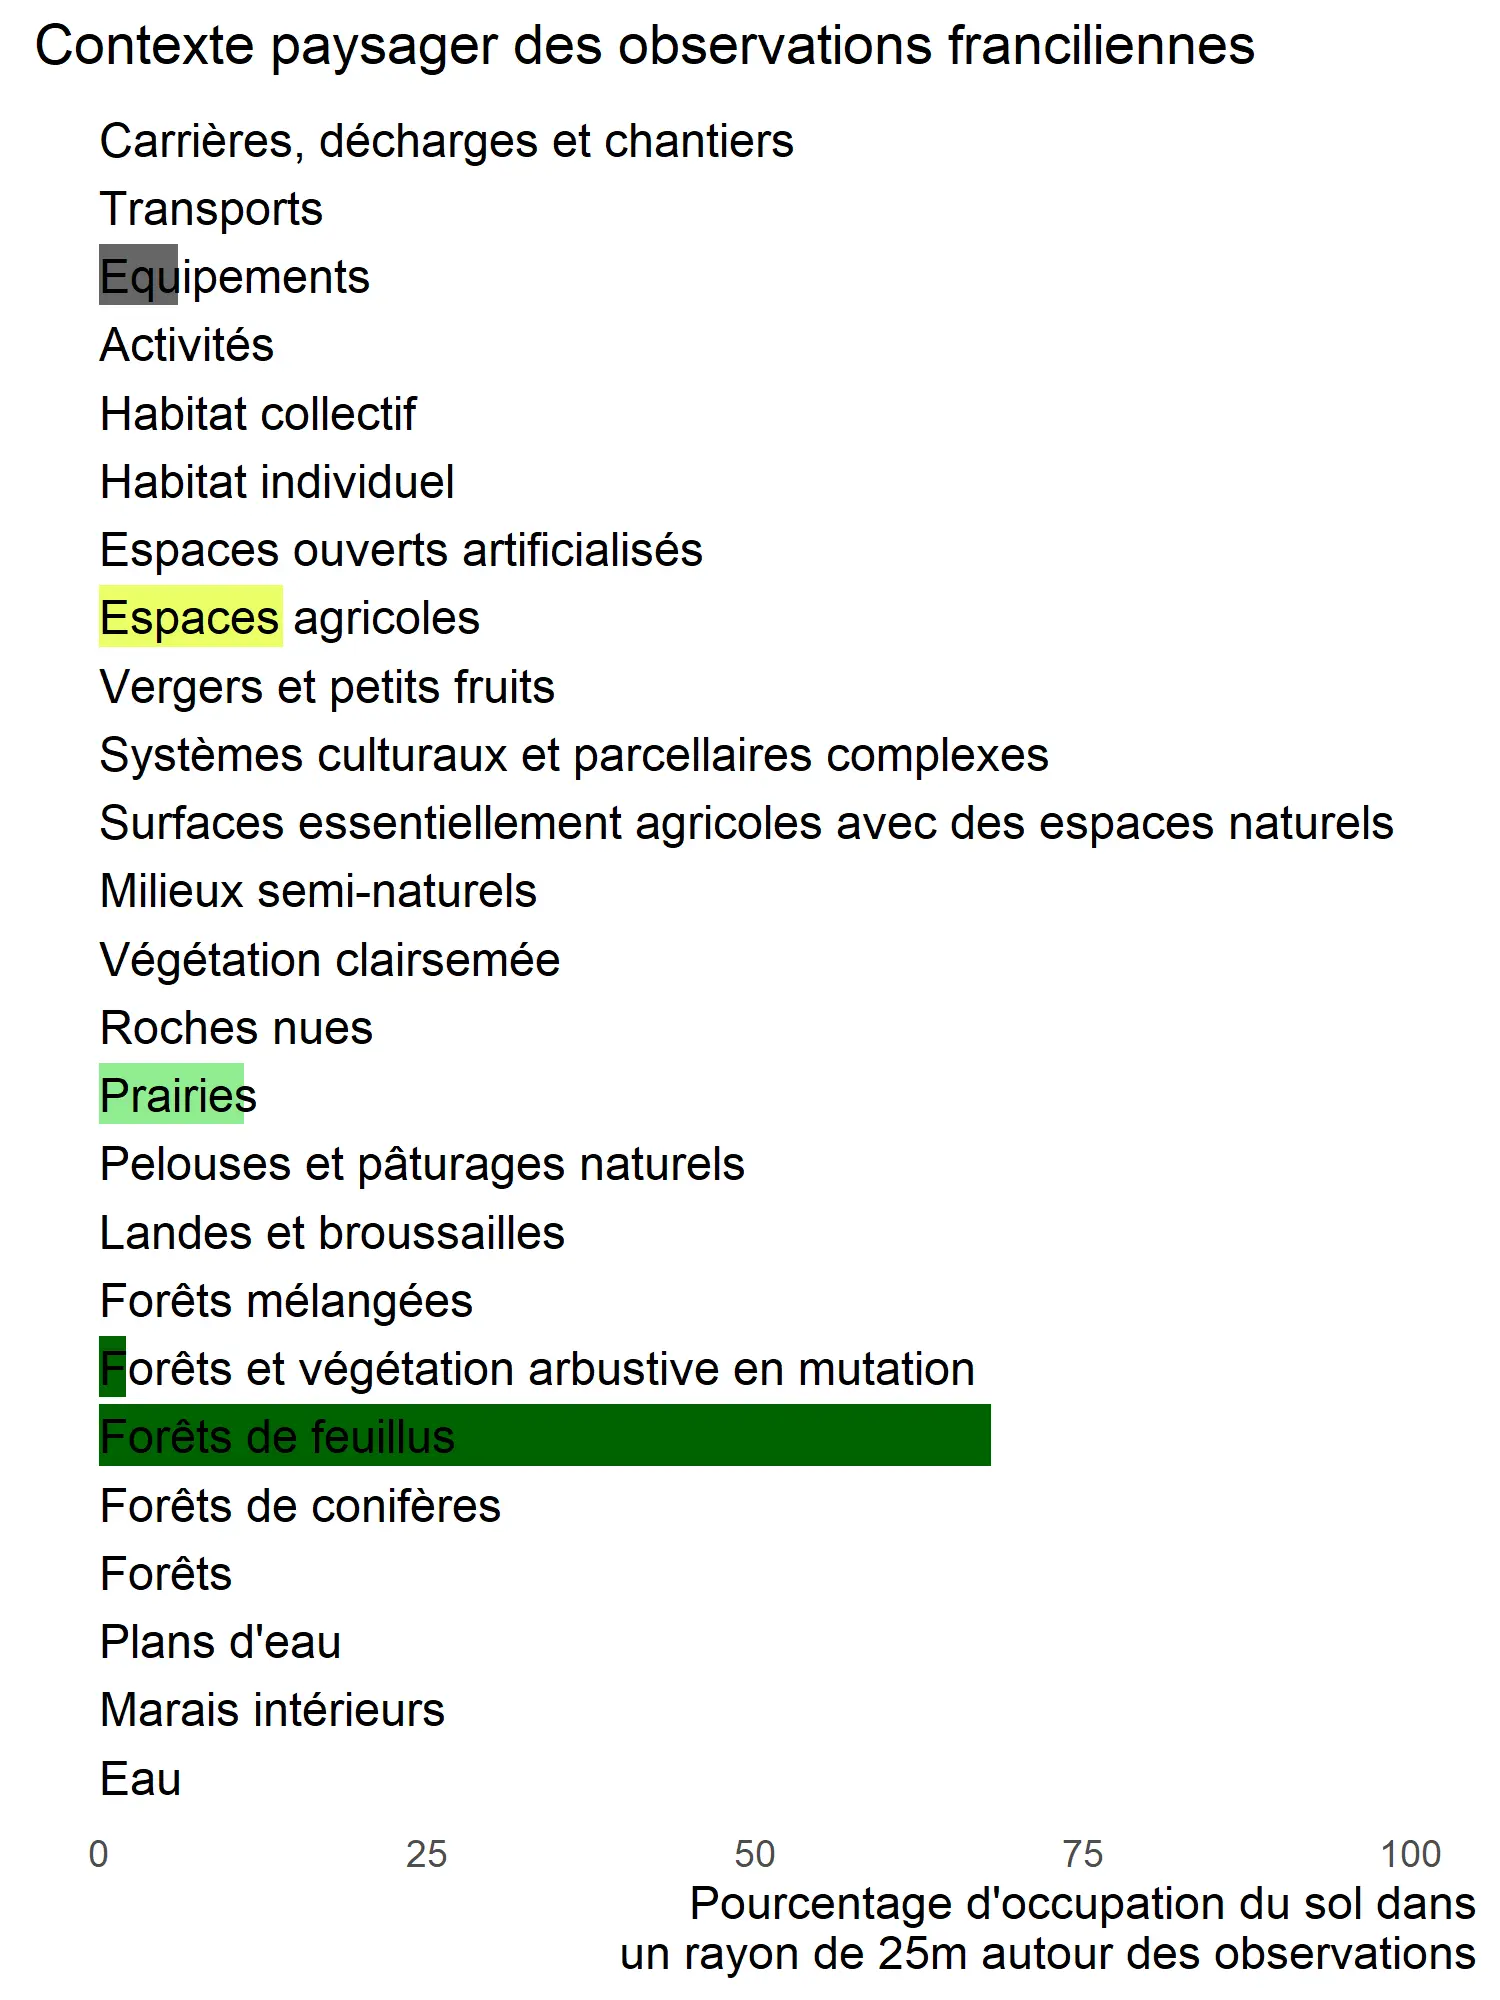 Contexte paysager des observations franciliennes
Carrières, décharges et chantiers
Transports
Equipements
Activités
Habitat collectif
Habitat individuel
Espaces ouverts artificialisés
Espaces agricoles
Vergers et petits fruits
Systèmes culturaux et parcellaires complexes
Surfaces essentiellement agricoles avec des espaces naturels
Milieux semi-naturels
Végétation clairsemée
Roches nues
Prairies
Pelouses et pâturages naturels
Landes et broussailles
Forêts mélangées
Forêts et végétation arbustive en mutation
Forêts de feuillus
Forêts de conifères
Forêts
Plans d'eau
Marais intérieurs
Eau
0 25 50 75 100
Pourcentage d'occupation du sol dans
un rayon de 25m autour des observations